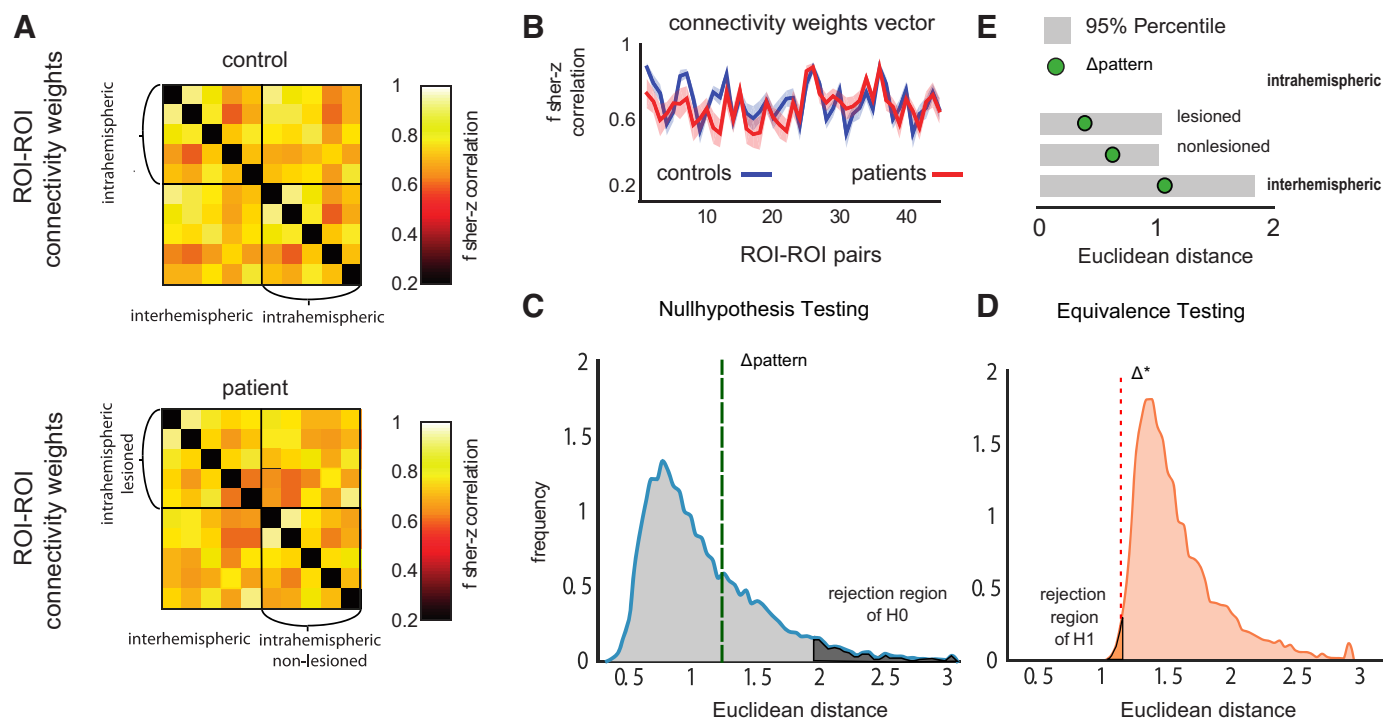 A
control
ROI-ROI
connectivity weights
intrahemispheric
interhemispheric
intrahemispheric
1
0.8
0.6
0.4
0.2
f sher-z correlation
patient
ROI-ROI
connectivity weights
intrahemispheric
lesioned
interhemispheric
intrahemispheric
non-lesioned
1
0.8
0.6
0.4
0.2
f sher-z correlation
B
connectivity weights vector
f sher-z
correlation
1
0.6
0.2
controls
patients
10
20
30
40
ROI-ROI pairs
E
95% Percentile
Δpattern
intrahemispheric
lesioned
nonlesioned
interhemispheric
0
1
2
Euclidean distance
C
Nullhypothesis Testing
Δpattern
2
1.5
1
0.5
0
frequency
rejection region
of H0
0. 5
1
1.5
2
2.5
3
Euclidean distance
D
Equivalence Testing
Δ*
2
1.5
1
0.5
0
rejection
region
of H1
0. 5
1
1.5
2
2.5
3
Euclidean distance